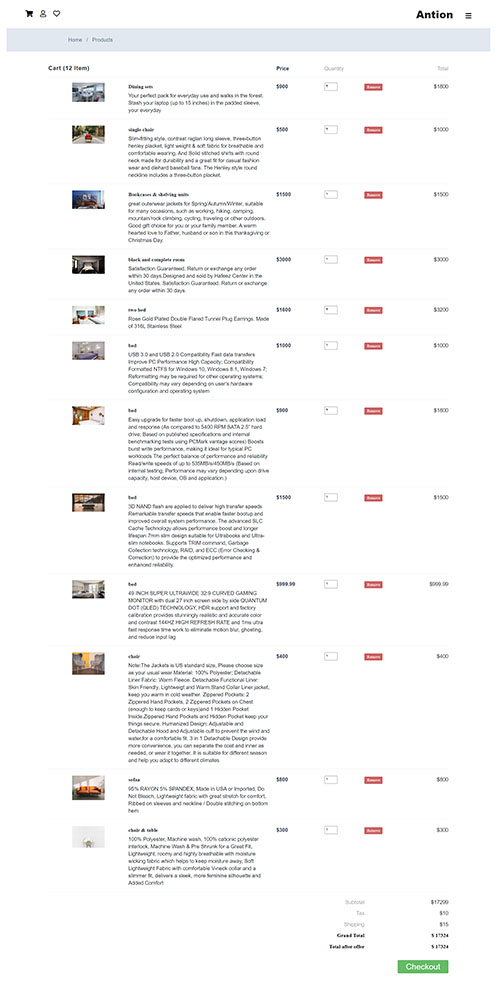 Antion
Home / Products
Cart (12 item) Price Quantity Total
Dining sets $900 Remove $1800
Your perfect pack for everyday use and walks in the forest.
Stash your laptop (up to 15 inches) in the padded sleeve,
your everyday
single chair $500 Remove $1000
Slim-fitting style, contrast raglan long sleeve, three-button
henley placket, light weight & soft fabric for breathable and
comfortable wearing. And Solid stitched shirts with round
neck made for durability and a great fit for casual fashion
wear and diehard baseball fans. The Henley style round
neckline includes a three-button placket.
Bookcases & shelving units $1500 Remove $1500
great outerwear jackets for Spring/Autumn/Winter, suitable
for many occasions, such as working, hiking, camping,
mountain/rock climbing, cycling, traveling or other outdoors.
Good gift choice for you or your family member. A warm
hearted love to Father, husband or son in this thanksgiving or
Christmas Day.
black and complete room $3000 Remove $3000
Satisfaction Guaranteed. Return or exchange any order
within 30 days.Designed and sold by Hafeez Center in the
United States. Satisfaction Guaranteed. Return or exchange
any order within 30 days.
two bed $1600 Remove $3200
Rose Gold Plated Double Flared Tunnel Plug Earrings. Made
of 316L Stainless Steel
bed $1000 Remove $1000
USB 3.0 and USB 2.0 Compatibility Fast data transfers
Improve PC Performance High Capacity; Compatibility
Formatted NTFS for Windows 10, Windows 8.1, Windows 7;
Reformatting may be required for other operating systems;
Compatibility may vary depending on user's hardware
configuration and operating system
bed $900 Remove $1800
Easy upgrade for faster boot up, shutdown, application load
and response (As compared to 5400 RPM SATA 2.5" hard
drive; Based on published specifications and internal
benchmarking tests using PCMark vantage scores) Boosts
burst write performance, making it ideal for typical PC
workloads The perfect balance of performance and reliability
Read/write speeds of up to 535MB/s/450MB/s (Based on
internal testing; Performance may vary depending upon drive
capacity, host device, OS and application.)
bed $1500 Remove $1500
3D NAND flash are applied to deliver high transfer speeds
Remarkable transfer speeds that enable faster bootup and
improved overall system performance. The advanced SLC
Cache Technology allows performance boost and longer
lifespan 7mm slim design suitable for Ultrabooks and Ultra-
slim notebooks. Supports TRIM command, Garbage
Collection technology, RAID, and ECC (Error Checking &
Correction) to provide the optimized performance and
enhanced reliability.
bed $999.99 Remove $999.99
49 INCH SUPER ULTRAWIDE 32:9 CURVED GAMING
MONITOR with dual 27 inch screen side by side QUANTUM
DOT (QLED) TECHNOLOGY, HDR support and factory
calibration provides stunningly realistic and accurate color
and contrast 144HZ HIGH REFRESH RATE and 1ms ultra
fast response time work to eliminate motion blur, ghosting,
and reduce input lag
chair $400 Remove $400
Note:The Jackets is US standard size, Please choose size
as your usual wear Material: 100% Polyester; Detachable
Liner Fabric: Warm Fleece. Detachable Functional Liner:
Skin Friendly, Lightweigt and Warm.Stand Collar Liner jacket,
keep you warm in cold weather. Zippered Pockets: 2
Zippered Hand Pockets, 2 Zippered Pockets on Chest
(enough to keep cards or keys)and 1 Hidden Pocket
Inside.Zippered Hand Pockets and Hidden Pocket keep your
things secure. Humanized Design: Adjustable and
Detachable Hood and Adjustable cuff to prevent the wind and
water,for a comfortable fit. 3 in 1 Detachable Design provide
more convenience, you can separate the coat and inner as
needed, or wear it together. It is suitable for different season
and help you adapt to different climates
sofas $800 Remove $800
95% RAYON 5% SPANDEX, Made in USA or Imported, Do
Not Bleach, Lightweight fabric with great stretch for comfort,
Ribbed on sleeves and neckline / Double stitching on bottom
hem
chair & table $300 Remove $300
100% Polyester, Machine wash, 100% cationic polyester
interlock, Machine Wash & Pre Shrunk for a Great Fit,
Lightweight, roomy and highly breathable with moisture
wicking fabric which helps to keep moisture away, Soft
Lightweight Fabric with comfortable V-neck collar and a
slimmer fit, delivers a sleek, more feminine silhouette and
Added Comfort
Subtotal $17299
Tax $10
Shipping $15
Grand Total $ 17324
Total after offer $ 17324
Checkout